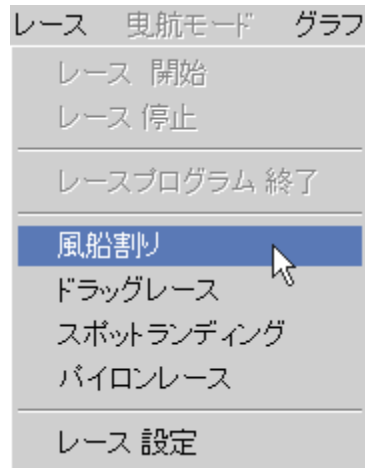 レース 曳航モード グラフ
レース 開始
レース 停止
レースプログラム 終了
風船割り
ドラッグレース
スポットランディング
パイロンレース
レース 設定